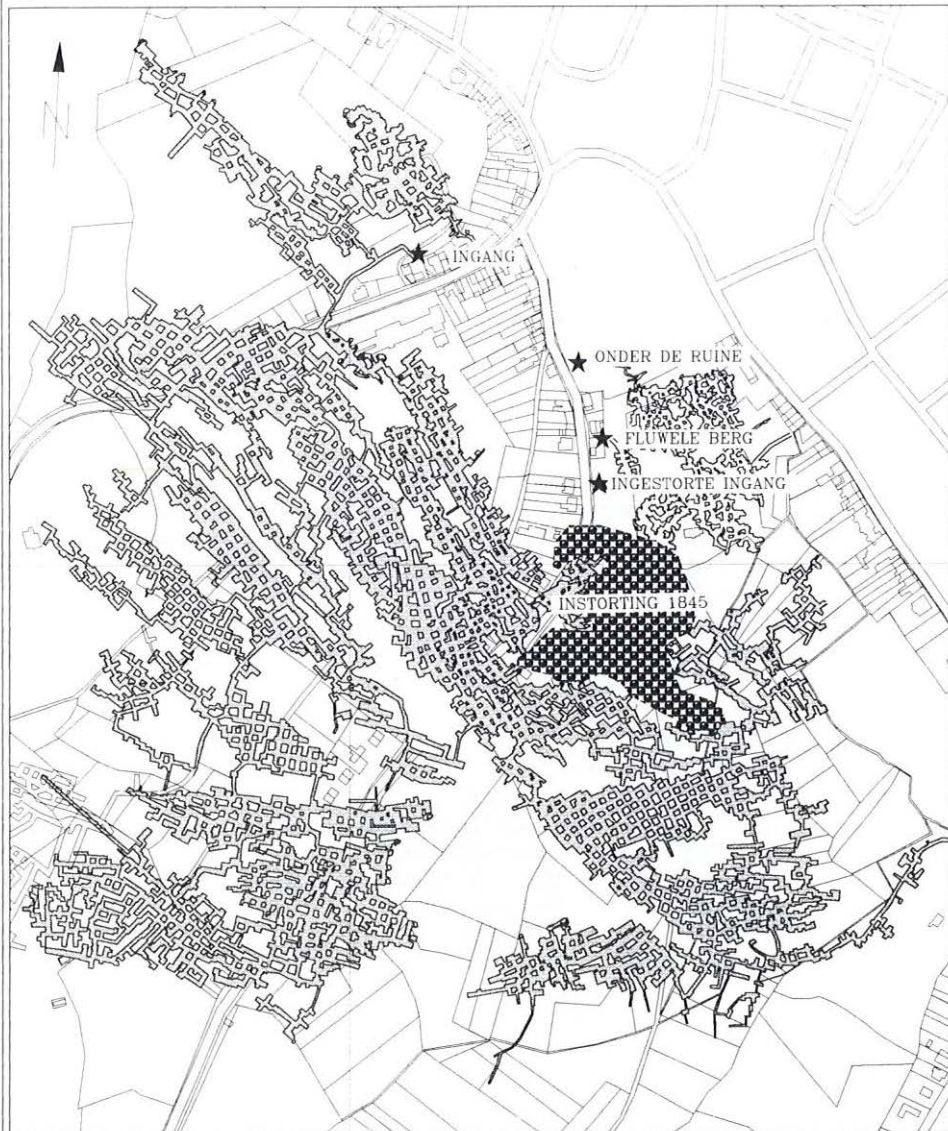 N
INGANG
ONDER DE RUINE
FLUWELE BERG
INGESTORTE INGANG
INSTORTING 1845